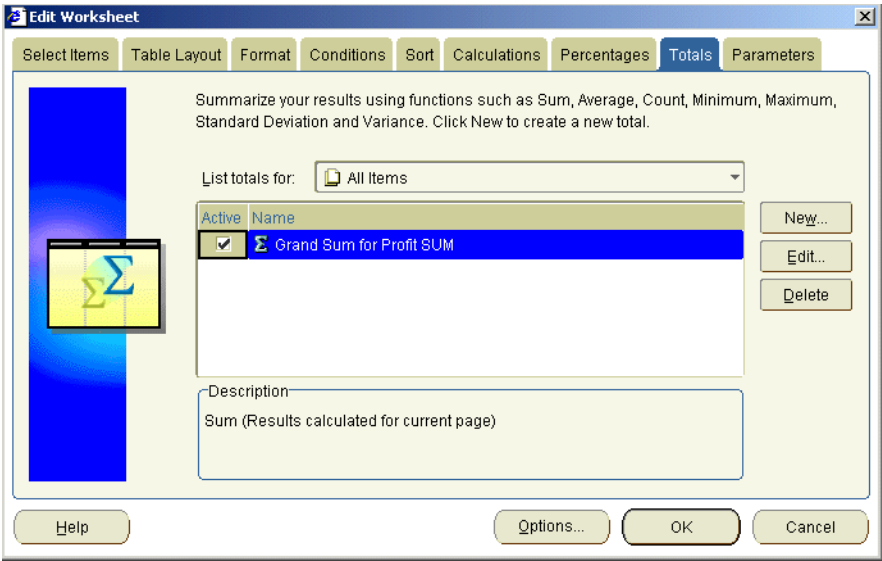 Edit Worksheet
Select Items Table Layout Format Conditions Sort Calculations Percentages Totals Parameters
Summarize your results using functions such as Sum, Average, Count, Minimum, Maximum,
Standard Deviation and Variance. Click New to create a new total.
List totals for: All Items
Active Name
Σ Grand Sum for Profit SUM
New...
Edit...
Delete
ΣΣ
Description
Sum (Results calculated for current page)
Help Options... OK Cancel